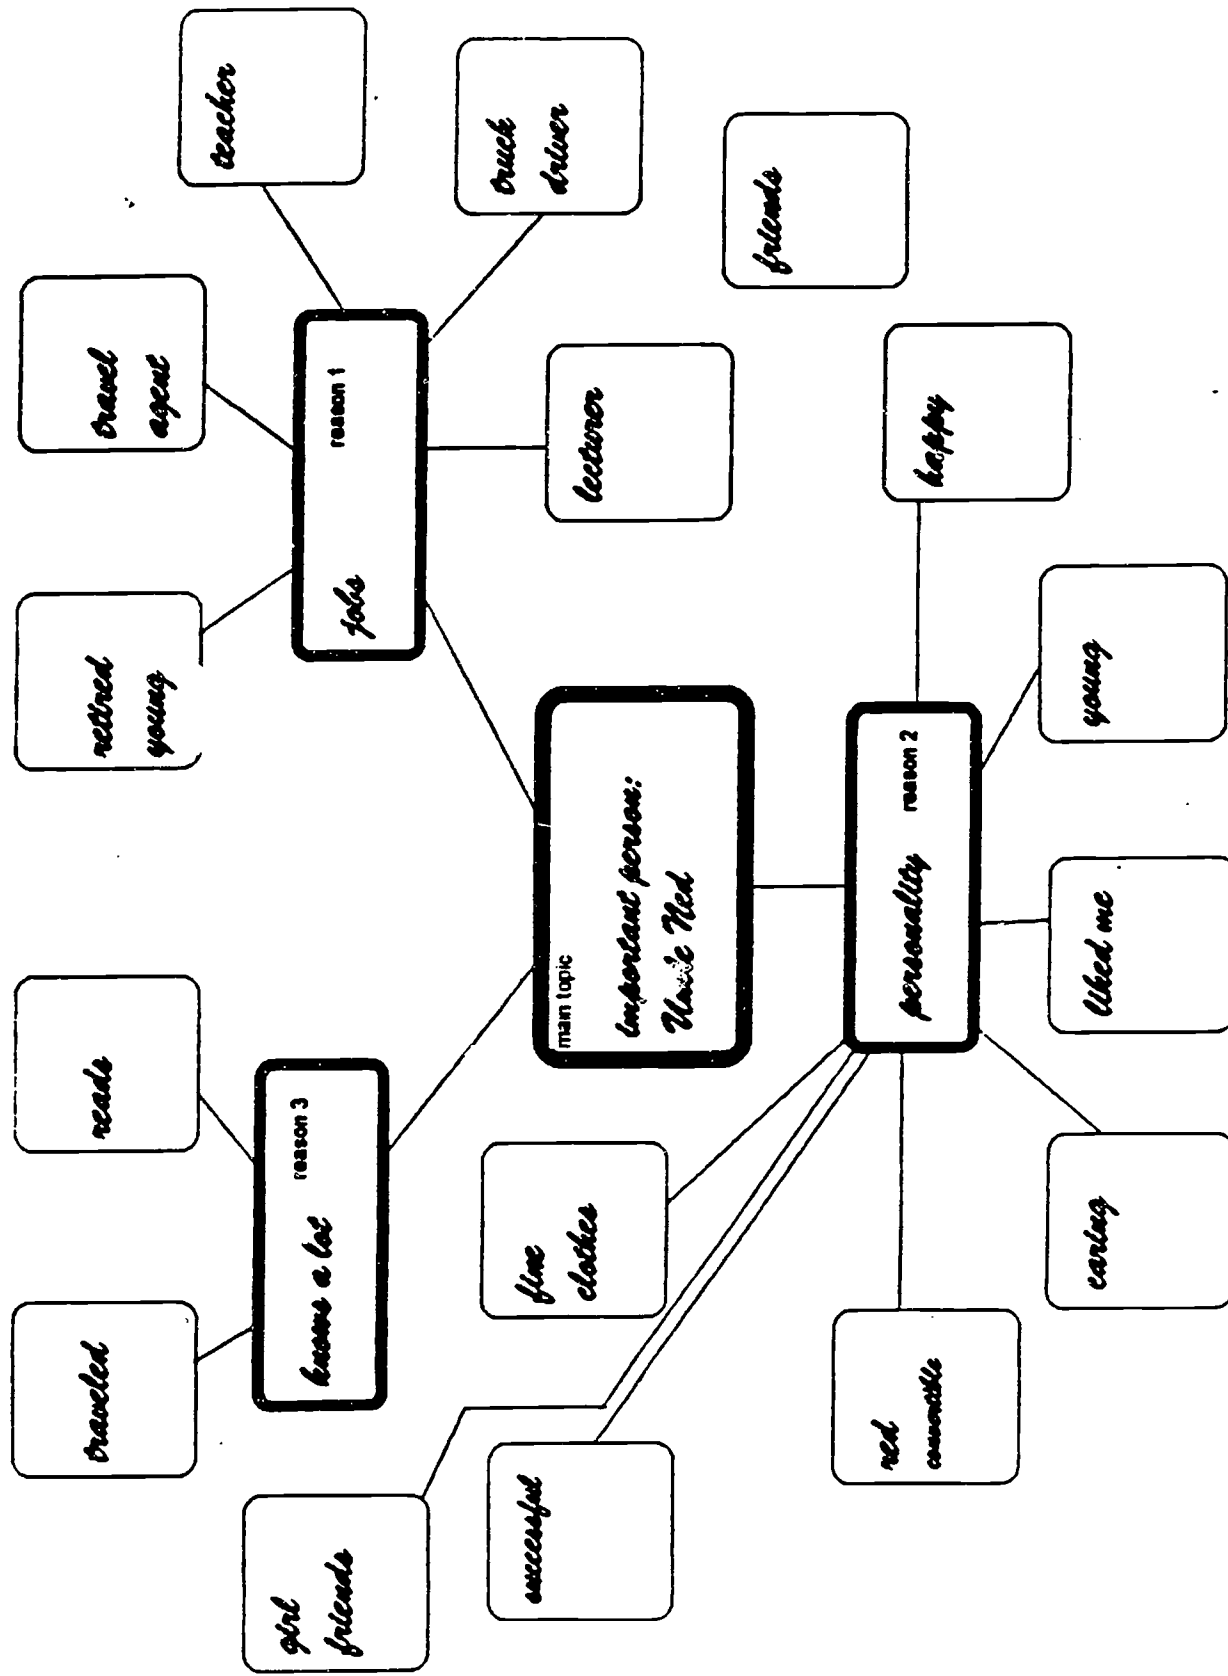 traveled
reads
retired
young
travel
agent
teacher
knows a lot
reason 3
jobs
reason 1
truck
driver
girl
friends
successful
fine
clothes
main topic
important person:
Uncle Ned
lecturer
friends
personality
reason 2
happy
red
convertible
caring
liked me
young